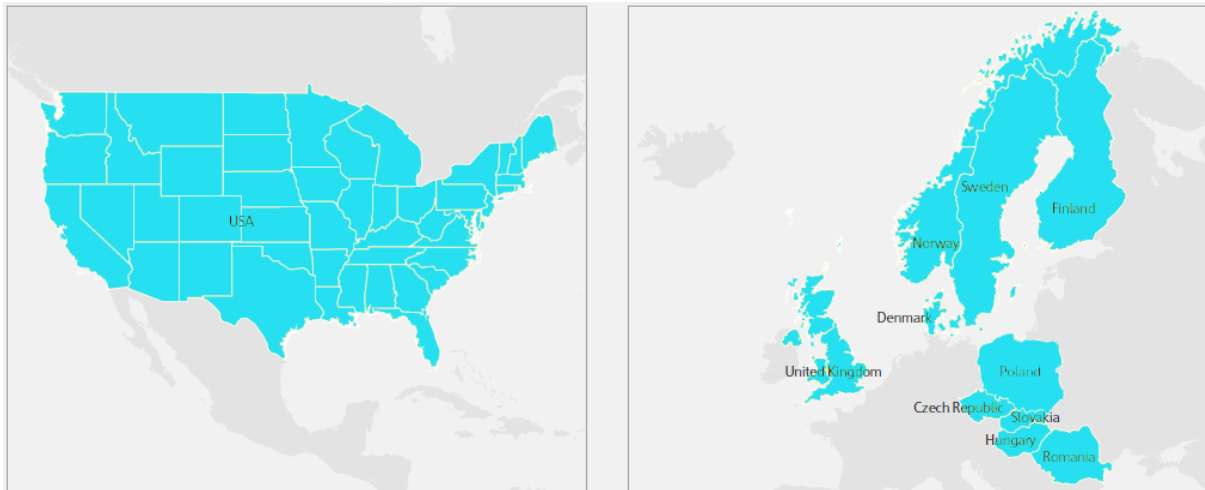 USA
Sweden
Finland
Norway
Denmark
United Kingdom
Poland
Czech Republic
Slovakia
Hungary
Romania